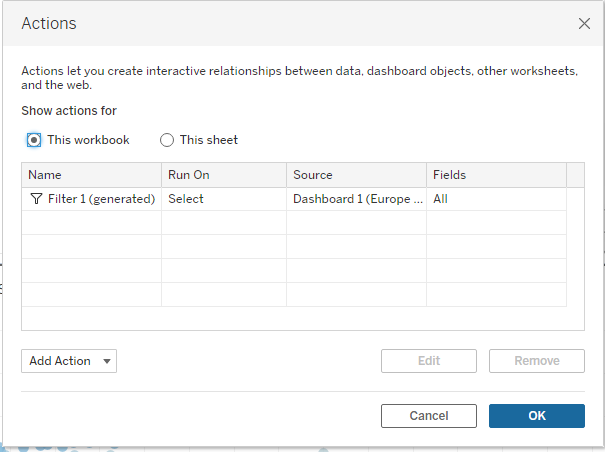 Actions
Actions let you create interactive relationships between data, dashboard objects, other worksheets,
and the web.
Show actions for
This workbook This sheet
Name Run On Source Fields
Filter 1 (generated) Select Dashboard 1 (Europe ... All
Add Action Edit Remove
Cancel OK